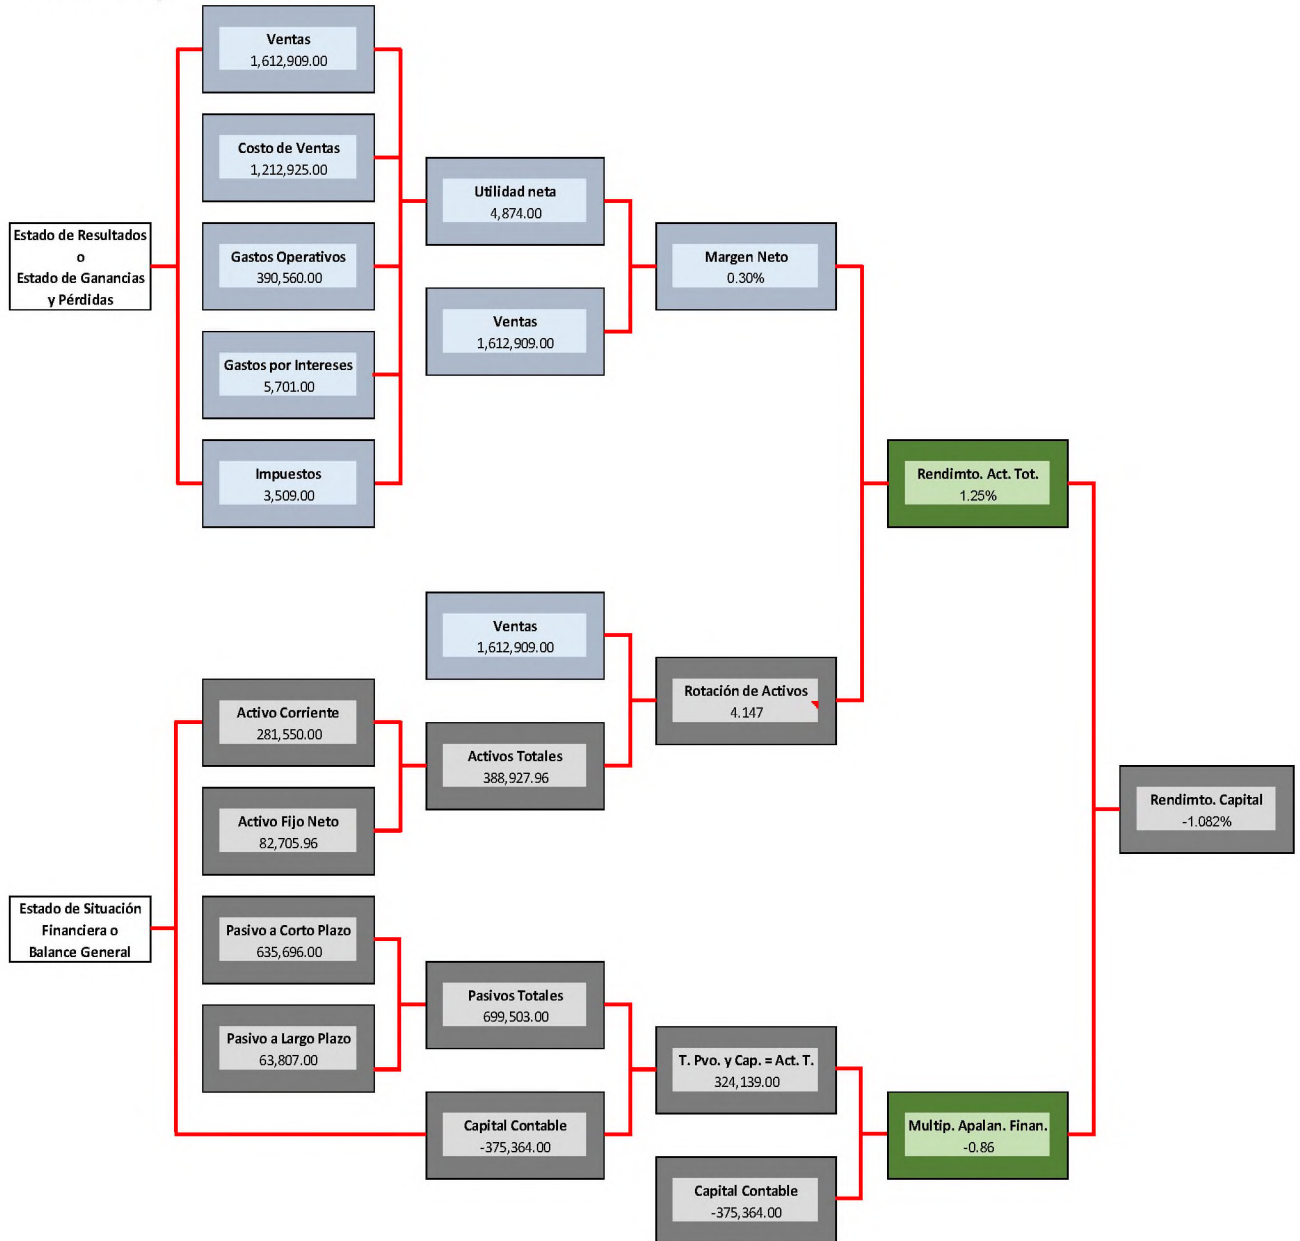 Ventas
1,612,909.00
Costo de Ventas
1,212,925.00
Utilidad neta
4,874.00
Estado de Resultados
o
Estado de Ganancias
y Pérdidas
Gastos Operativos
390,560.00
Margen Neto
0.30%
Ventas
1,612,909.00
Gastos por Intereses
5,701.00
Impuestos
3,509.00
Rendimto. Act. Tot.
1.25%
Ventas
1,612,909.00
Rotación de Activos
4.147
Activo Corriente
281,550.00
Activos Totales
388,927.96
Activo Fijo Neto
82,705.96
Rendimto. Capital
-1.082%
Estado de Situación
Financiera o
Balance General
Pasivo a Corto Plazo
635,696.00
Pasivos Totales
699,503.00
Pasivo a Largo Plazo
63,807.00
T. Pvo. y Cap. = Act. T.
324,139.00
Capital Contable
-375,364.00
Multip. Apalan. Finan.
-0.86
Capital Contable
-375,364.00